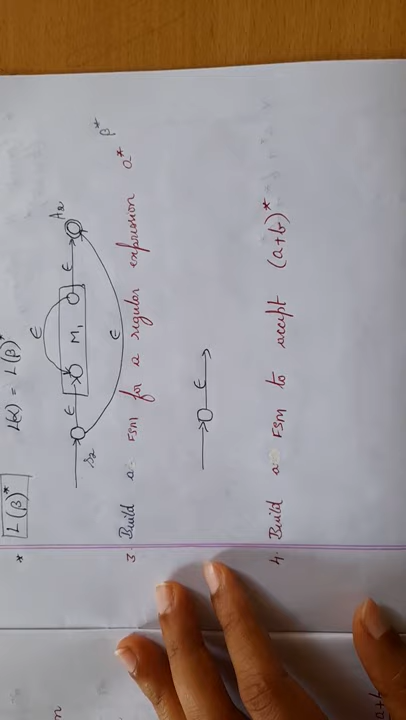 * L(β)* L(α) = L(β)*
ϵ
ϵ M₁ ϵ
ϵ
3. Build a FSM for a regular expression a* β*
ϵ
4. Build a FSM to accept (a+b)*